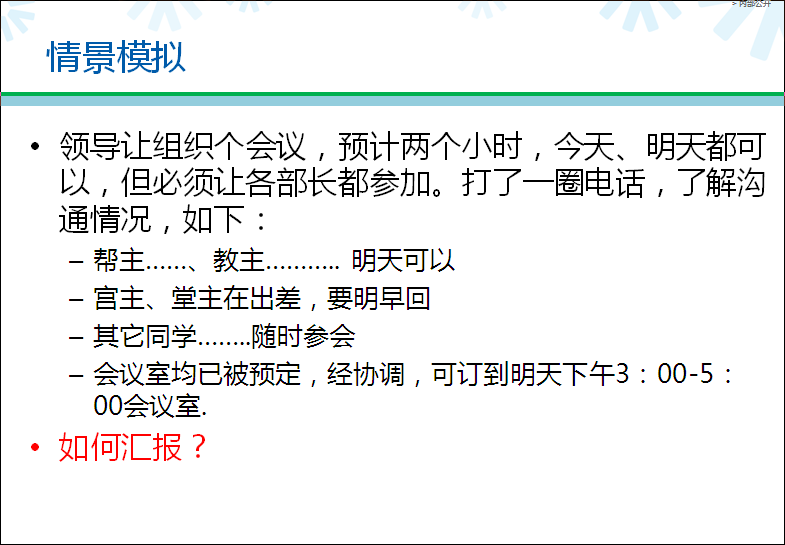 > 内部公开
情景模拟
• 领导让组织个会议，预计两个小时，今天、明天都可
以，但必须让各部长都参加。打了一圈电话，了解沟
通情况，如下：
– 帮主……、教主……….. 明天可以
– 宫主、堂主在出差，要明早回
– 其它同学……..随时参会
– 会议室均已被预定，经协调，可订到明天下午3：00-5：
00会议室.
• 如何汇报？